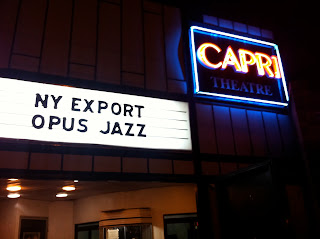 CAPRI
THEATRE
NY EXPORT
OPUS JAZZ